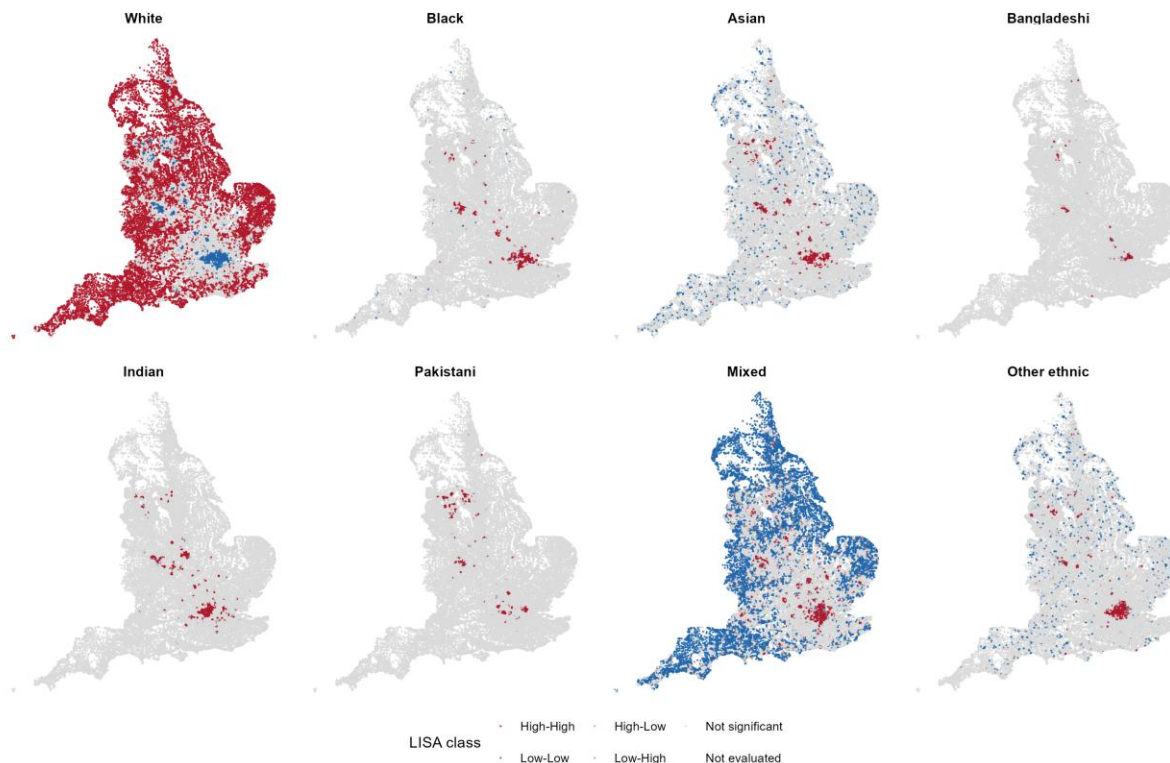 White Black Asian Bangladeshi
Indian Pakistani Mixed Other ethnic
LISA class
High-High High-Low Not significant
Low-Low Low-High Not evaluated